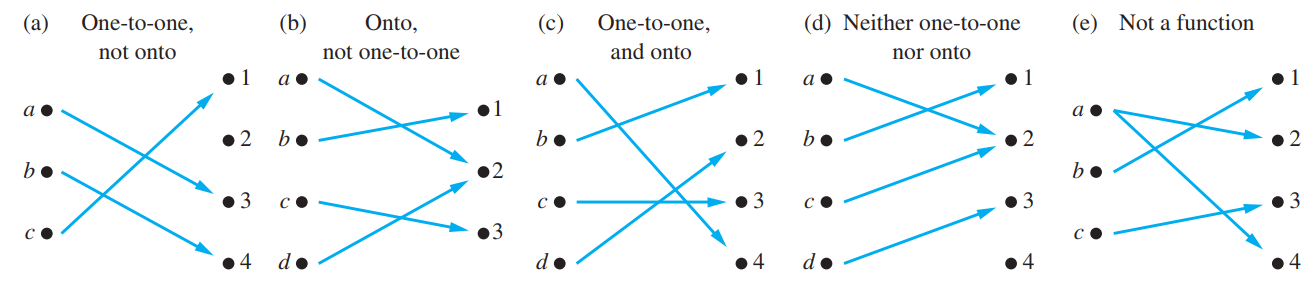 (a) One-to-one,
not onto
a
b
c
1
2
3
4
(b) Onto,
not one-to-one
a
b
c
d
1
2
3
(c) One-to-one,
and onto
a
b
c
d
1
2
3
4
(d) Neither one-to-one
nor onto
a
b
c
d
1
2
3
4
(e) Not a function
a
b
c
1
2
3
4